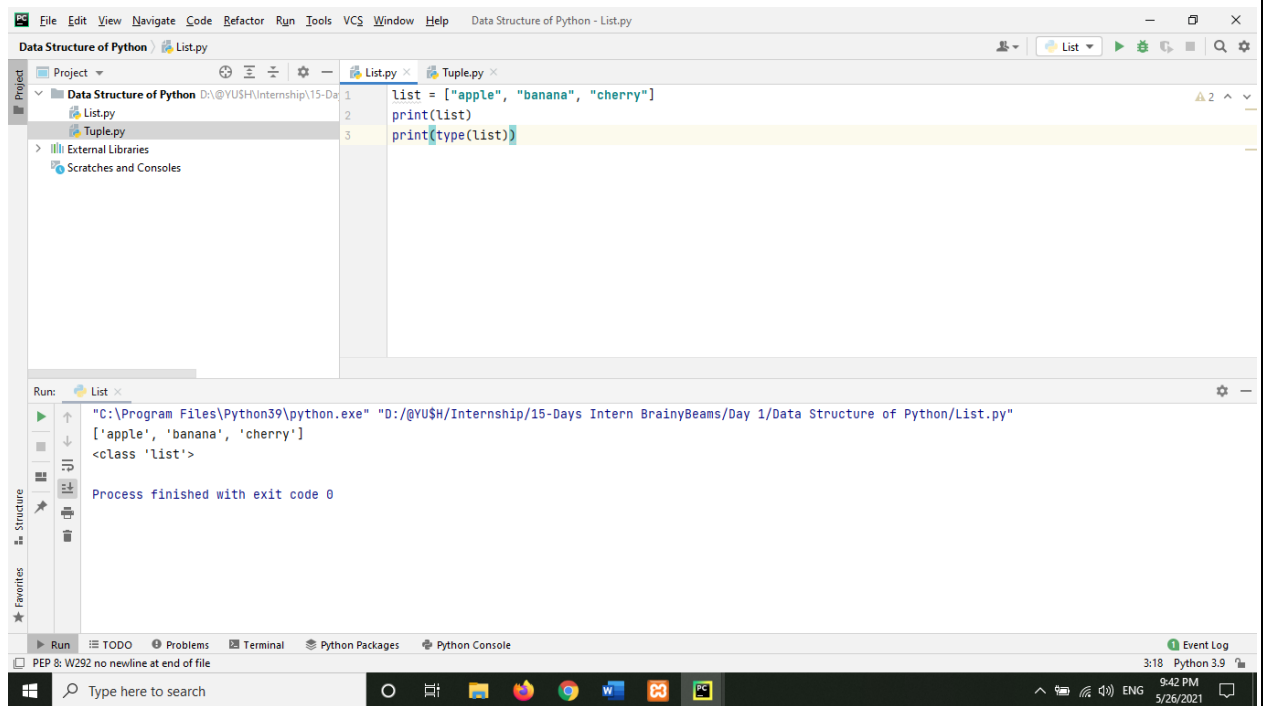 PC File Edit View Navigate Code Refactor Run Tools VCS Window Help Data Structure of Python - List.py
Data Structure of Python List.py
List
Project
Project
List.py
Tuple.py
Data Structure of Python D:\@YU$H\Internship\15-Da
List.py
Tuple.py
External Libraries
Scratches and Consoles
1 list = ["apple", "banana", "cherry"]
2 print(list)
3 print(type(list))
2
Run: List
"C:\Program Files\Python39\python.exe" "D:/@YU$H/Internship/15-Days Intern BrainyBeams/Day 1/Data Structure of Python/List.py"
['apple', 'banana', 'cherry']
<class 'list'>
Process finished with exit code 0
Structure
Favorites
Run TODO Problems Terminal Python Packages Python Console 1 Event Log
PEP 8: W292 no newline at end of file 3:18 Python 3.9
Type here to search W PC ENG 9:42 PM
5/26/2021